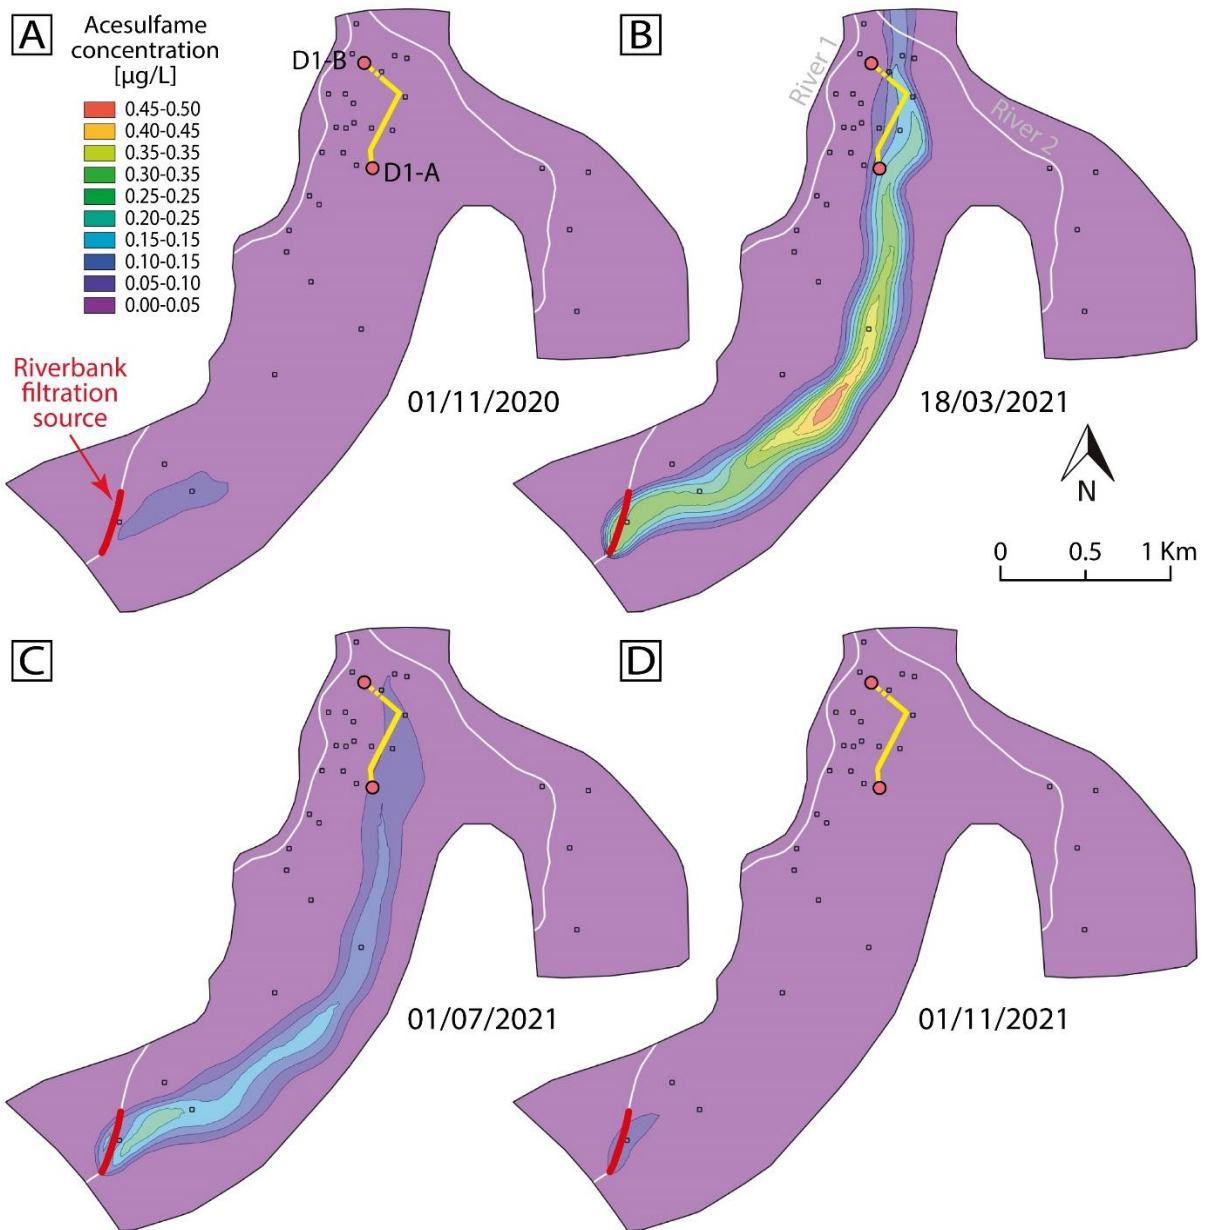 A
Acesulfame
concentration
[µg/L]
0.45-0.50
0.40-0.45
0.35-0.35
0.30-0.35
0.25-0.25
0.20-0.25
0.15-0.15
0.10-0.15
0.05-0.10
0.00-0.05
D1-B
D1-A
Riverbank
filtration
source
01/11/2020
B
River 1
River 2
18/03/2021
N
0 0.5 1 Km
C
01/07/2021
D
01/11/2021